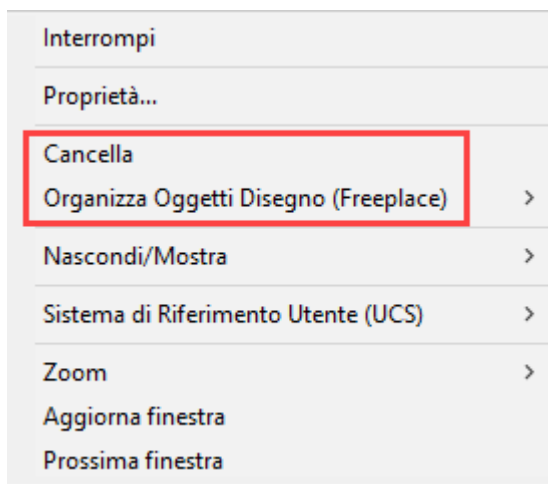 Interrompi
Proprietà...
Cancella
Organizza Oggetti Disegno (Freeplace)
Nascondi/Mostra
Sistema di Riferimento Utente (UCS)
Zoom
Aggiorna finestra
Prossima finestra